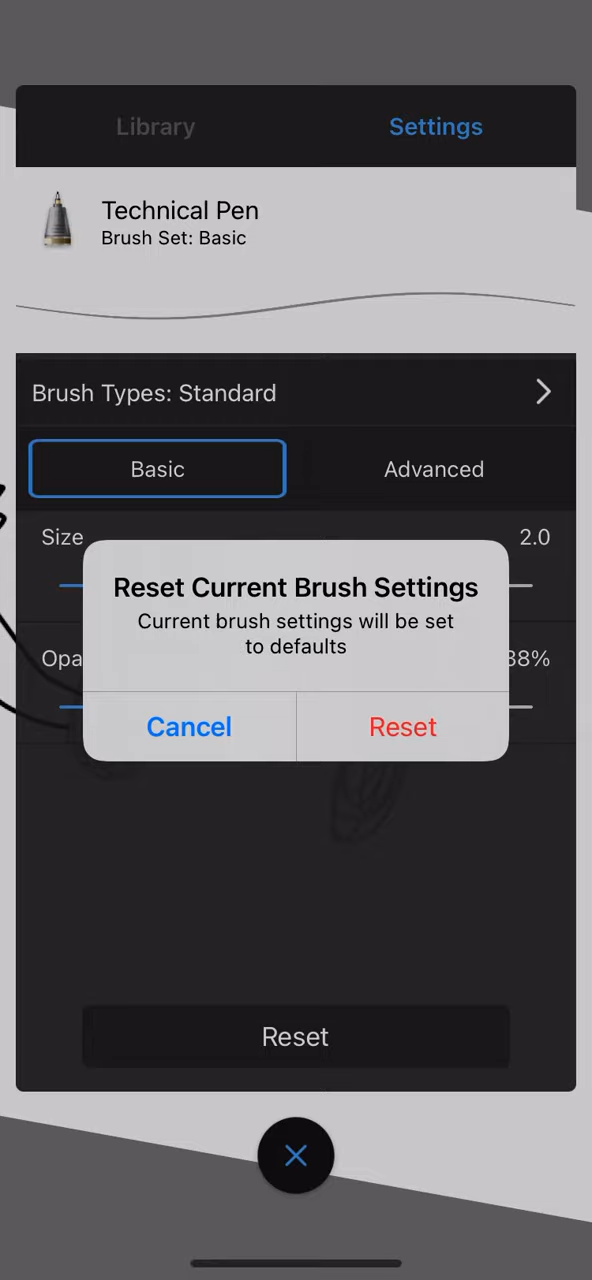 Library
Settings
Technical Pen
Brush Set: Basic
Brush Types: Standard
Basic
Advanced
Size
2.0
Reset Current Brush Settings
Current brush settings will be set
to defaults
Cancel
Reset
Reset